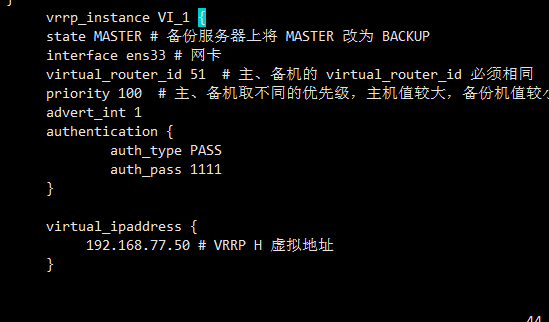 }
vrrp_instance VI_1 {
state MASTER # 备份服务器上将 MASTER 改为 BACKUP
interface ens33 # 网卡
virtual_router_id 51  # 主、备机的 virtual_router_id 必须相同
priority 100  # 主、备机取不同的优先级，主机值较大，备份机值较
advert_int 1
authentication {
auth_type PASS
auth_pass 1111
}
virtual_ipaddress {
192.168.77.50 # VRRP H 虚拟地址
}
44